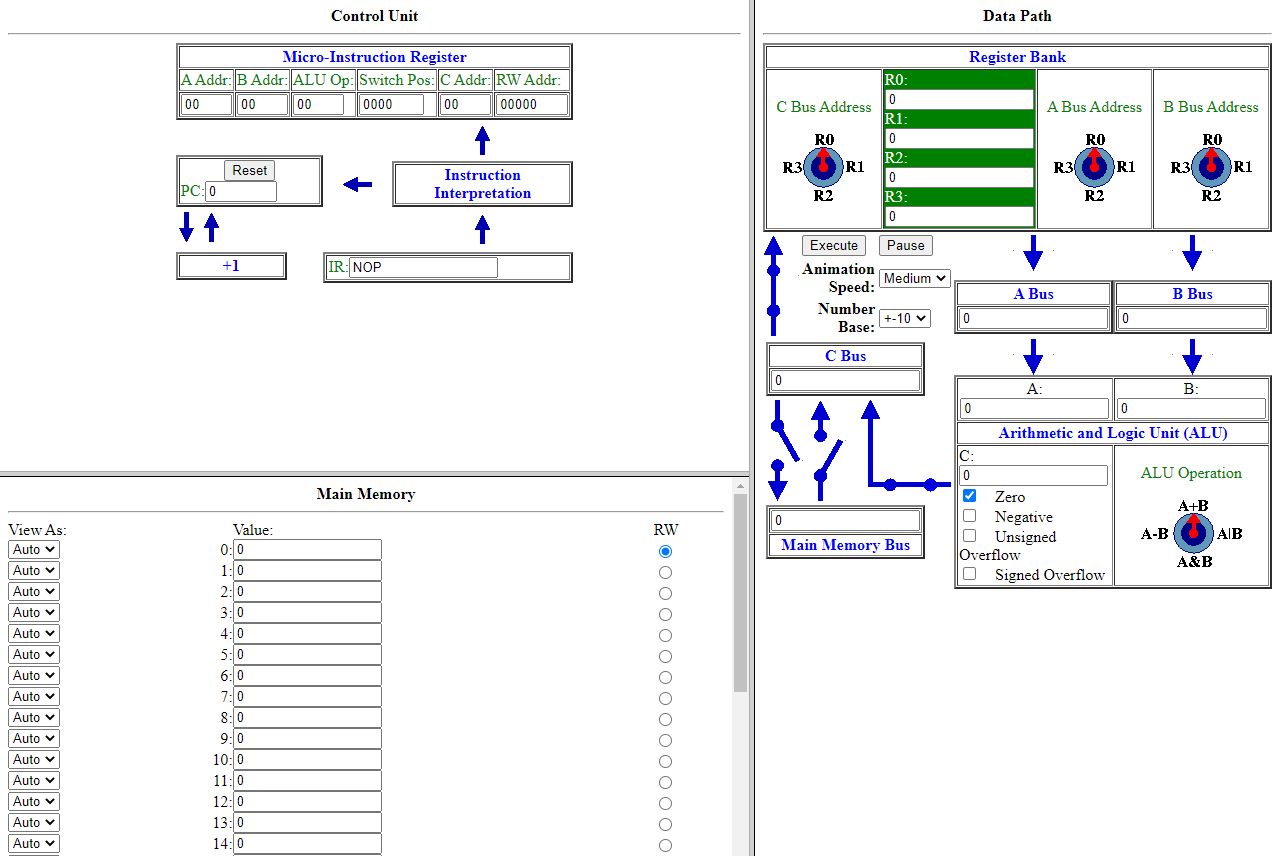 Control Unit
Micro-Instruction Register
A Addr: B Addr: ALU Op: Switch Pos: C Addr: RW Addr:
00 00 00 0000 00 00000
Reset
PC: 0
Instruction
Interpretation
+1
IR: NOP
Main Memory
View As: Value: RW
Auto 0: 0
Auto 1: 0
Auto 2: 0
Auto 3: 0
Auto 4: 0
Auto 5: 0
Auto 6: 0
Auto 7: 0
Auto 8: 0
Auto 9: 0
Auto 10: 0
Auto 11: 0
Auto 12: 0
Auto 13: 0
Auto 14: 0
Data Path
Register Bank
C Bus Address
R0
R3 R1
R2
R0:
0
R1:
0
R2:
0
R3:
0
A Bus Address
R0
R3 R1
R2
B Bus Address
R0
R3 R1
R2
Execute Pause
Animation
Speed: Medium
Number
Base: +-10
A Bus
0
B Bus
0
C Bus
0
0
Main Memory Bus
A: B:
0 0
Arithmetic and Logic Unit (ALU)
C:
0
Zero
Negative
Unsigned
Overflow
Signed Overflow
ALU Operation
A+B
A-B A|B
A&B